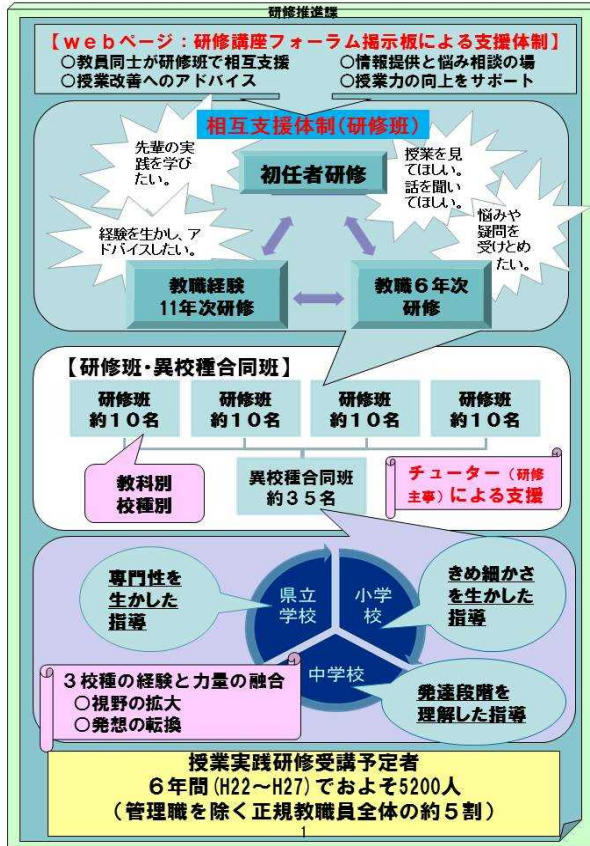 研修推進課
【webページ：研修講座フォーラム掲示板による支援体制】
○教員同士が研修班で相互支援　○情報提供と悩み相談の場
○授業改善へのアドバイス　○授業力の向上をサポート
相互支援体制(研修班)
先輩の実
践を学び
たい。
初任者研修
授業を見
てほしい。
話を聞い
てほしい。
経験を生かし、ア
ドバイスしたい。
悩みや
疑問を
受けとめ
たい。
教職経験
11年次研修
教職６年次
研修
【研修班・異校種合同班】
研修班
約１０名
研修班
約１０名
研修班
約１０名
研修班
約１０名
教科別
校種別
異校種合同班
約３５名
チューター（研修
主事）による支援
専門性を
生かした
指導
県立
学校
小学
校
きめ細かさ
を生かした
指導
中学校
３校種の経験と力量の融合
○視野の拡大
○発想の転換
発達段階を
理解した指導
授業実践研修受講予定者
６年間(H22～H27)でおよそ5200人
（管理職を除く正規教職員全体の約５割）
1